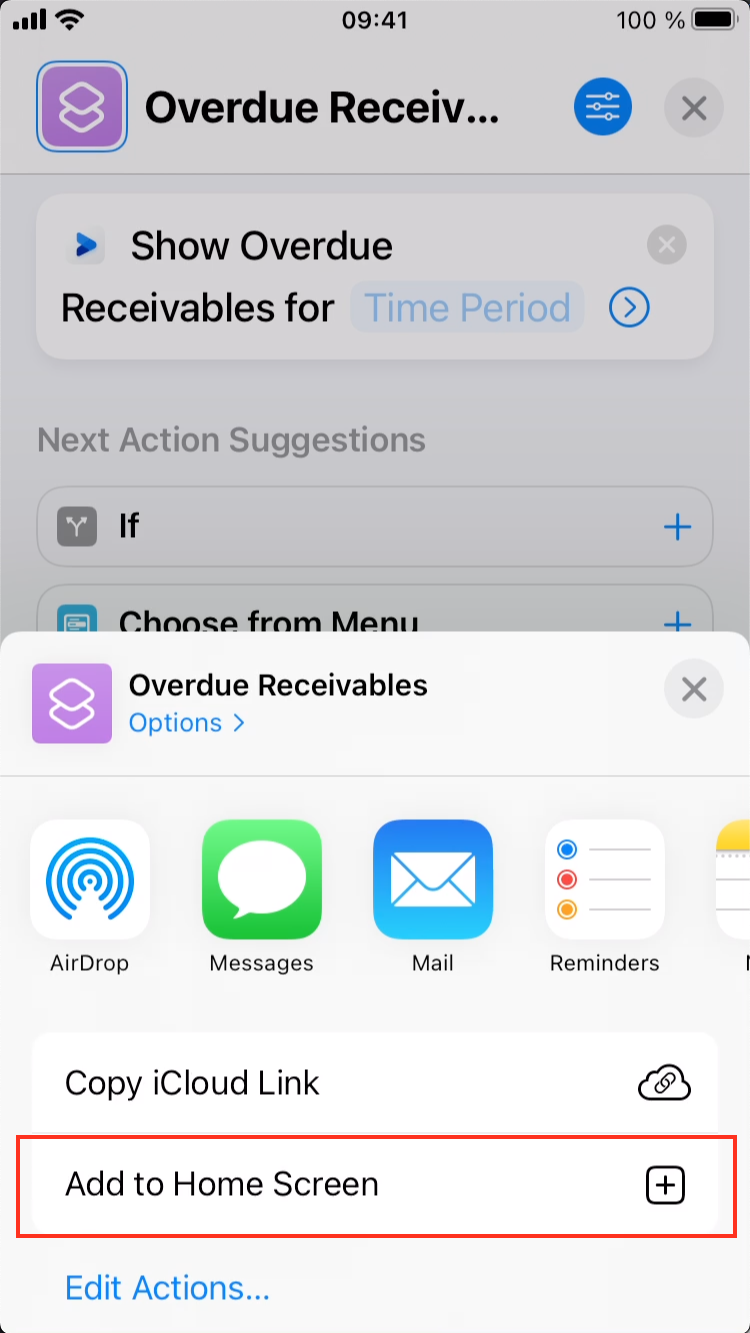 09:41
100 %
Overdue Receiv...
Show Overdue
Receivables for Time Period
Next Action Suggestions
If
Choose from Menu
Overdue Receivables
Options
AirDrop
Messages
Mail
Reminders
Copy iCloud Link
Add to Home Screen
Edit Actions...